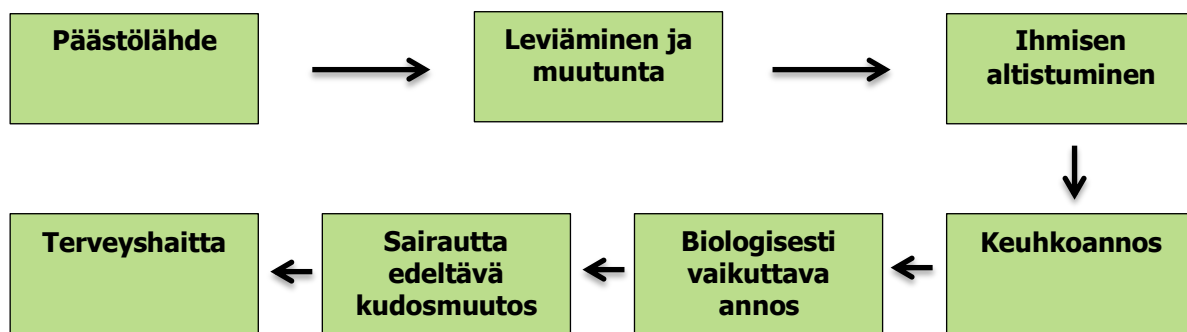 Päästölähde
Leviäminen ja
muutunta
Ihmisen
altistuminen
Keuhkoannos
Biologisesti
vaikuttava
annos
Sairautta
edeltävä
kudosmuutos
Terveyshaitta